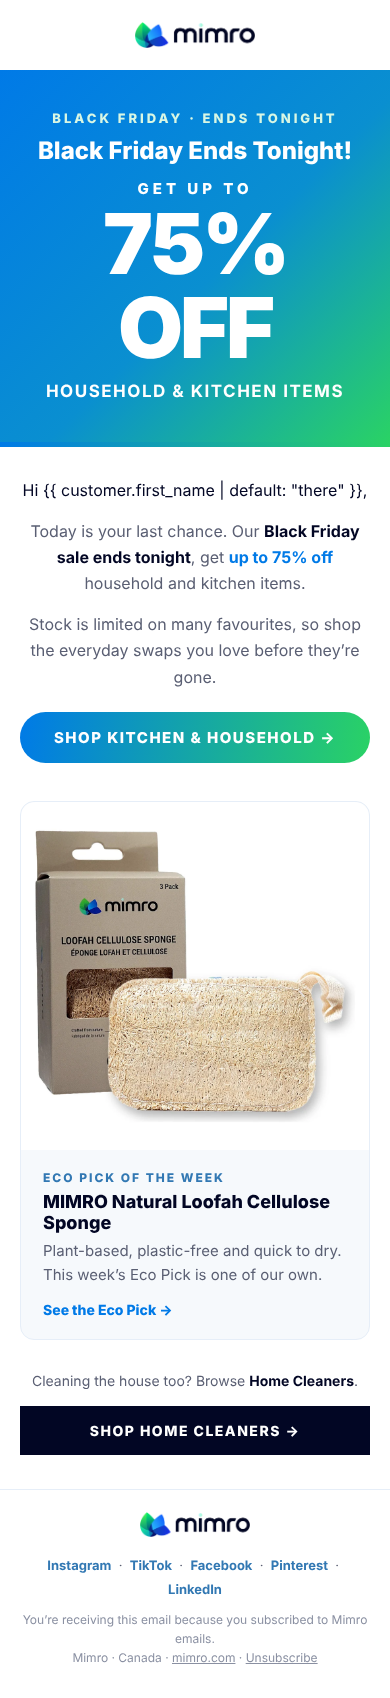 mimro
BLACK FRIDAY · ENDS TONIGHT
Black Friday Ends Tonight!
GET UP TO
75%
OFF
HOUSEHOLD & KITCHEN ITEMS
Hi {{ customer.first_name | default: "there" }},
Today is your last chance. Our Black Friday
sale ends tonight, get up to 75% off
household and kitchen items.
Stock is limited on many favourites, so shop
the everyday swaps you love before they’re
gone.
SHOP KITCHEN & HOUSEHOLD →
3 Pack
mimro
LOOFAH CELLULOSE SPONGE
ÉPONGE LOFAH ET CELLULOSE
ECO PICK OF THE WEEK
MIMRO Natural Loofah Cellulose
Sponge
Plant-based, plastic-free and quick to dry.
This week’s Eco Pick is one of our own.
See the Eco Pick →
Cleaning the house too? Browse Home Cleaners.
SHOP HOME CLEANERS →
mimro
Instagram · TikTok · Facebook · Pinterest ·
LinkedIn
You’re receiving this email because you subscribed to Mimro
emails.
Mimro · Canada · mimro.com · Unsubscribe